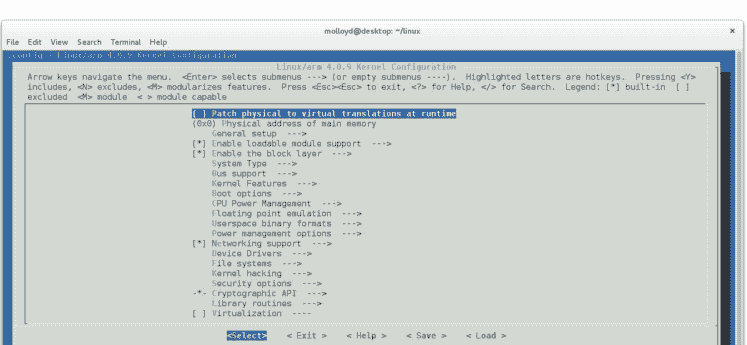 molloyd@desktop: ~/linux ×
File Edit View Search Terminal Help
.config - Linux/arm 4.0.9 Kernel Configuration
Linux/arm 4.0.9 Kernel Configuration
Arrow keys navigate the menu. <Enter> selects submenus ---> (or empty submenus ----). Highlighted letters are hotkeys. Pressing <Y>
includes, <N> excludes, <M> modularizes features. Press <Esc><Esc> to exit, <?> for Help, </> for Search. Legend: [*] built-in [ ]
excluded <M> module < > module capable
[ ] Patch physical to virtual translations at runtime
(0x0) Physical address of main memory
General setup --->
[*] Enable loadable module support --->
[*] Enable the block layer --->
System Type --->
Bus support --->
Kernel Features --->
Boot options --->
CPU Power Management --->
Floating point emulation --->
Userspace binary formats --->
Power management options --->
[*] Networking support --->
Device Drivers --->
File systems --->
Kernel hacking --->
Security options --->
-*- Cryptographic API --->
Library routines --->
[ ] Virtualization ----
<Select> < Exit > < Help > < Save > < Load >